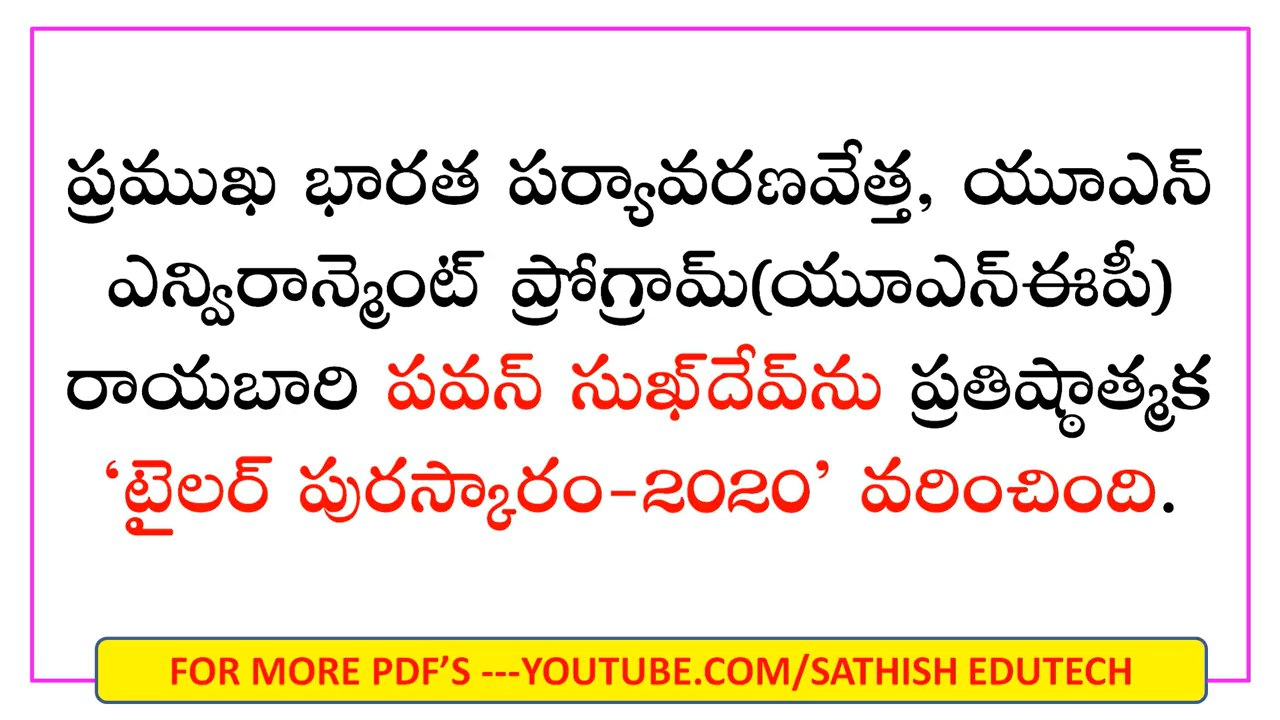 ప్రముఖ భారత పర్యావరణవేత్త, యూఎన్
ఎన్విరాన్మెంట్ ప్రోగ్రామ్(యూఎన్ఈపీ)
రాయబారి పవన్ సుఖ్‌దేవ్‌ను ప్రతిష్ఠాత్మక
‘టైలర్ పురస్కారం-2020’ వరించింది.
FOR MORE PDF’S ---YOUTUBE.COM/SATHISH EDUTECH